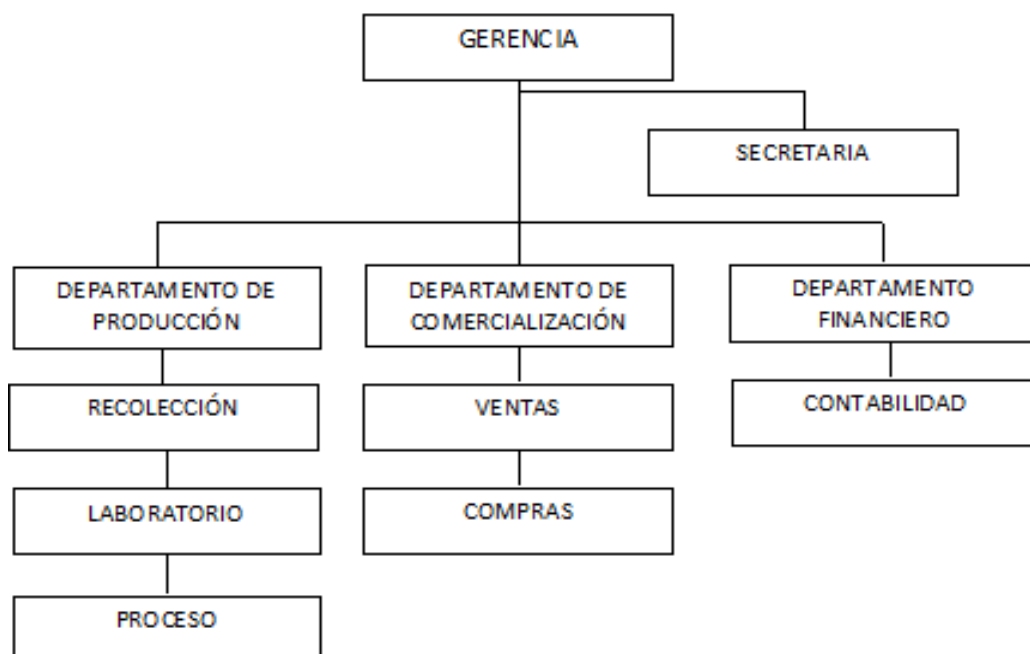 GERENCIA
SECRETARIA
DEPARTAMENTO DE
PRODUCCIÓN
DEPARTAMENTO DE
COMERCIALIZACIÓN
DEPARTAMENTO
FINANCIERO
RECOLECCIÓN
VENTAS
CONTABILIDAD
LABORATORIO
COMPRAS
PROCESO